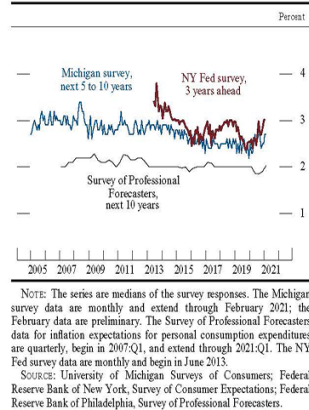 Percent
Michigan survey,
next 5 to 10 years
NY Fed survey,
3 years ahead
4
3
2
1
Survey of Professional
Forecasters,
next 10 years
2005 2007 2009 2011 2013 2015 2017 2019 2021
NOTE: The series are medians of the survey responses. The Michigan
survey data are monthly and extend through February 2021; the
February data are preliminary. The Survey of Professional Forecasters
data for inflation expectations for personal consumption expenditures
are quarterly, begin in 2007:Q1, and extend through 2021:Q1. The NY
Fed survey data are monthly and begin in June 2013.
SOURCE: University of Michigan Surveys of Consumers; Federal
Reserve Bank of New York, Survey of Consumer Expectations; Federal
Reserve Bank of Philadelphia, Survey of Professional Forecasters.